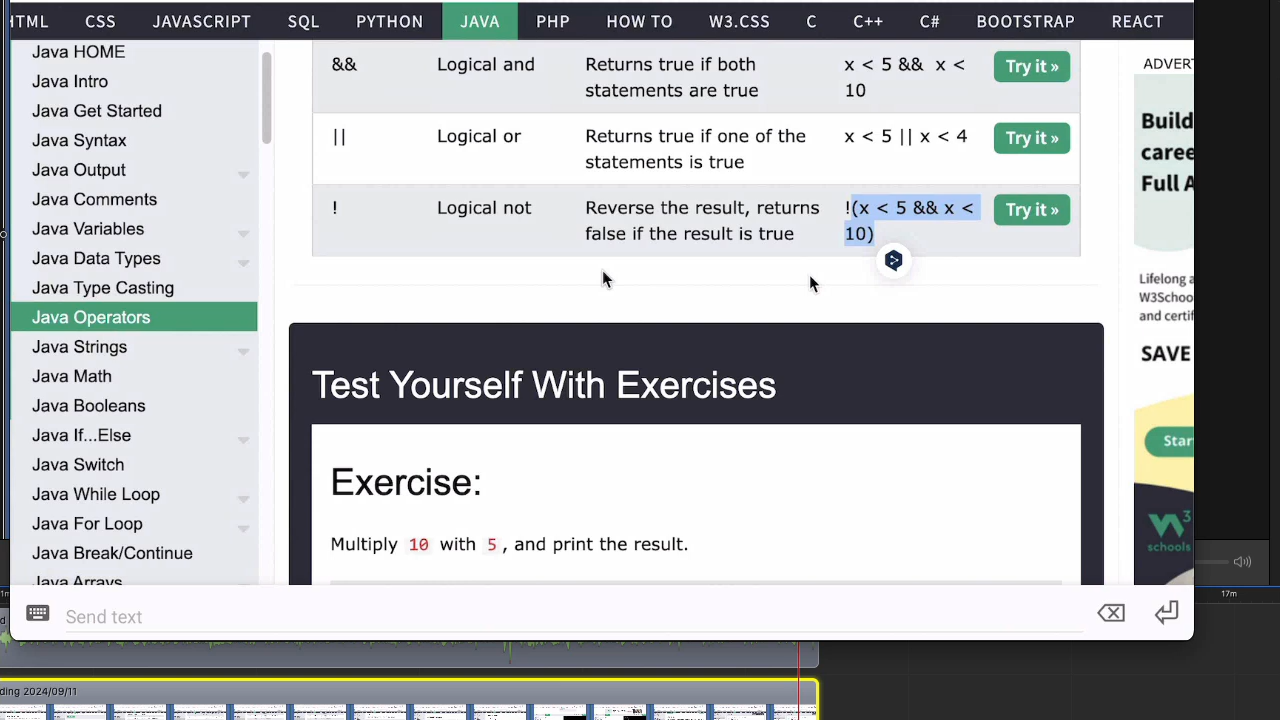 HTML CSS JAVASCRIPT SQL PYTHON JAVA PHP HOW TO W3.CSS C C++ C# BOOTSTRAP REACT
Java HOME
Java Intro
Java Get Started
Java Syntax
Java Output
Java Comments
Java Variables
Java Data Types
Java Type Casting
Java Operators
Java Strings
Java Math
Java Booleans
Java If...Else
Java Switch
Java While Loop
Java For Loop
Java Break/Continue
Java Arrays
&& Logical and Returns true if both x < 5 && x < Try it »
statements are true 10
|| Logical or Returns true if one of the x < 5 || x < 4 Try it »
statements is true
! Logical not Reverse the result, returns !(x < 5 && x < Try it »
false if the result is true 10)
Test Yourself With Exercises
Exercise:
Multiply 10 with 5, and print the result.
ADVERT
Build
caree
Full A
Lifelong a
W3Schoo
and certif
SAVE
Star
W3
schools
Send text
17m
ding 2024/09/11